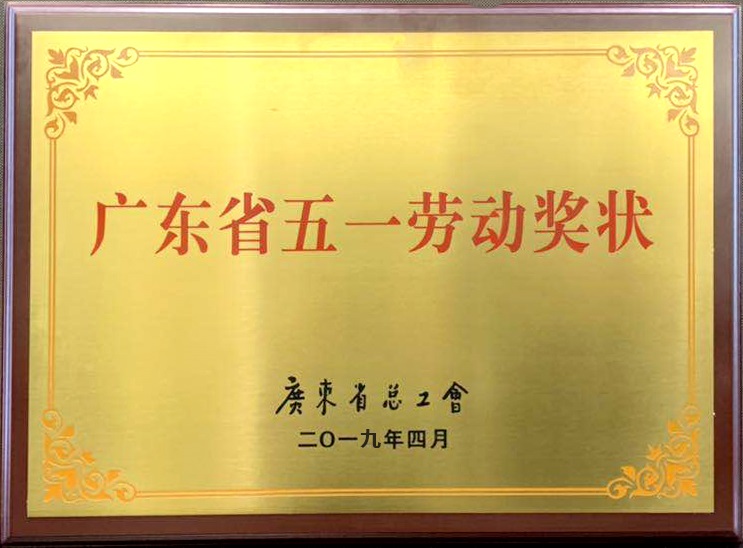 广东省五一劳动奖状
廣東省总工會
二〇一九年四月